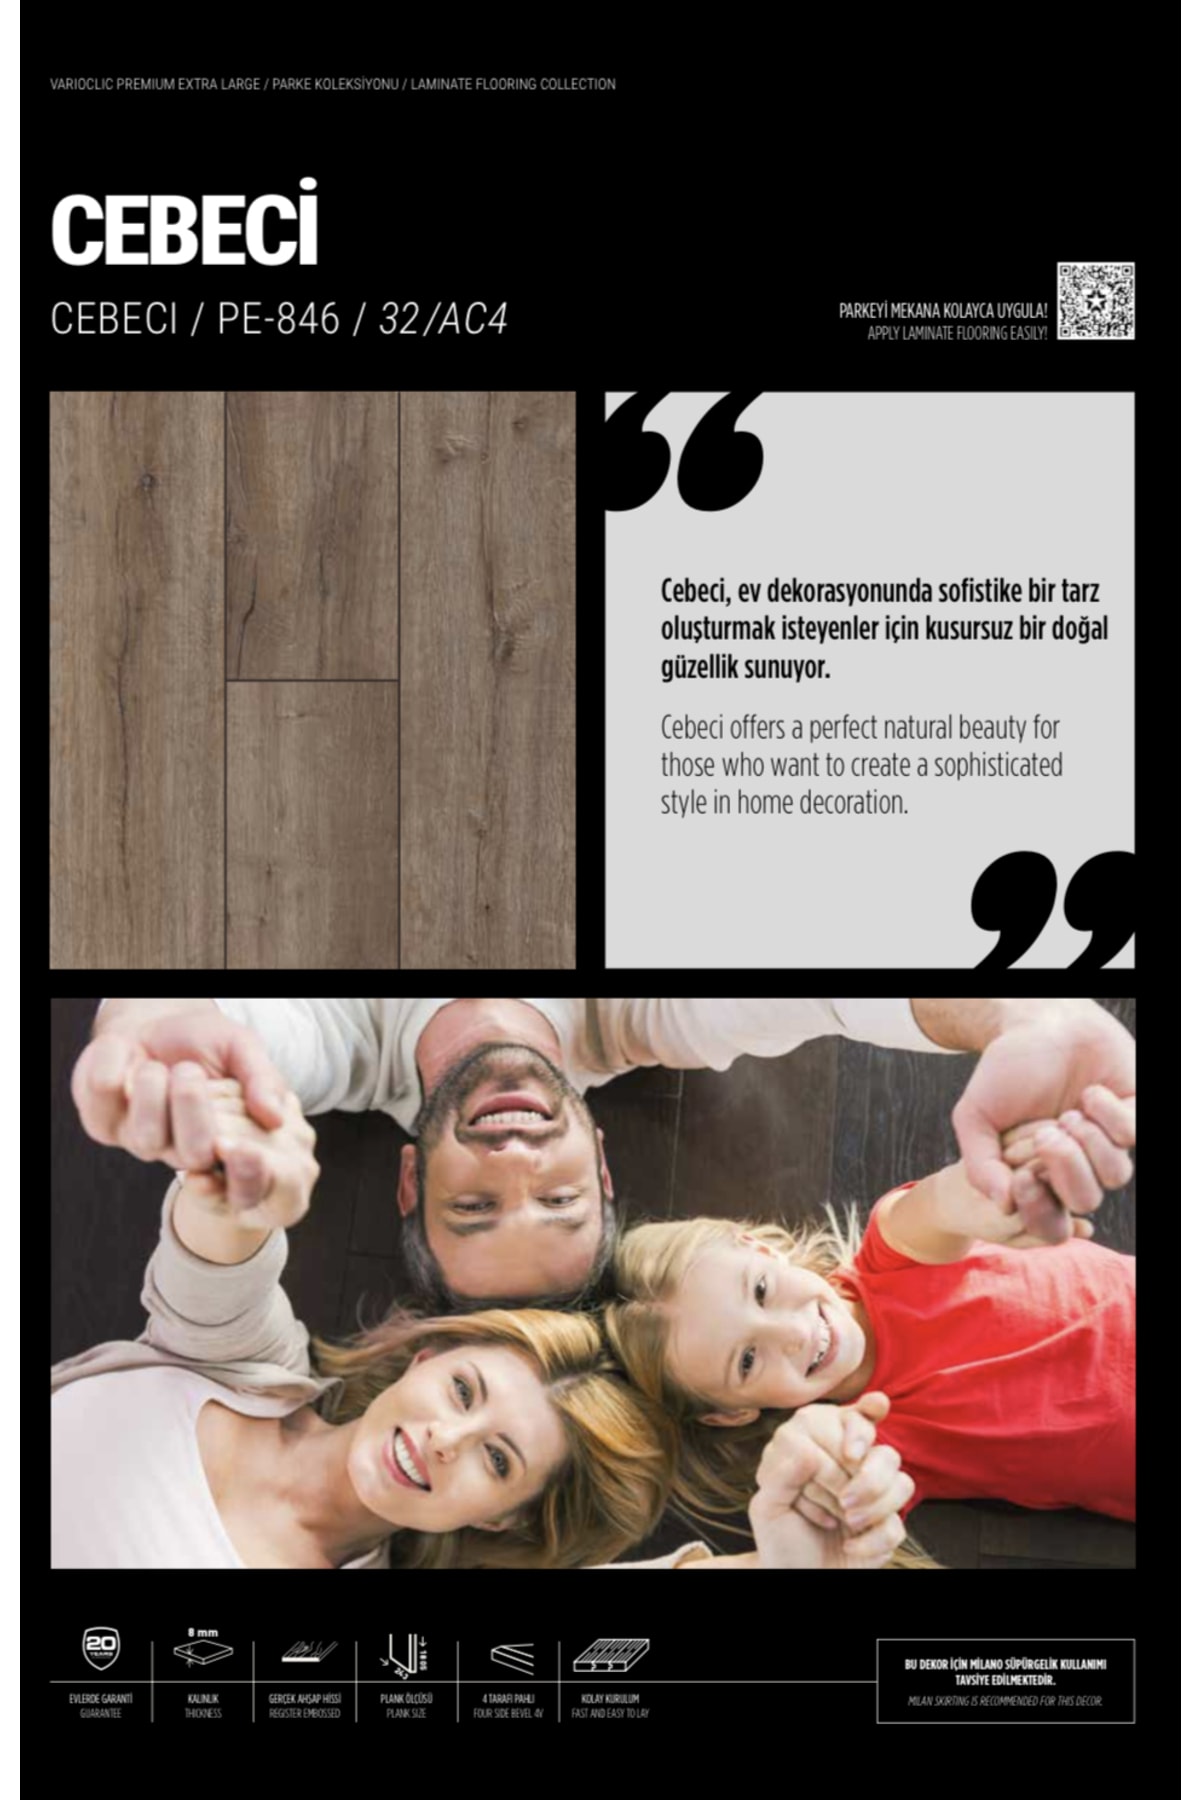 VARIOCLIC PREMIUM EXTRA LARGE / PARKE KOLEKSİYONU / LAMINATE FLOORING COLLECTION
CEBECİ
CEBECI / PE-846 / 32/AC4
PARKEYİ MEKANA KOLAYCA UYGULA!
APPLY LAMINATE FLOORING EASILY!
Cebeci, ev dekorasyonunda sofistike bir tarz
oluşturmak isteyenler için kusursuz bir doğal
güzellik sunuyor.
Cebeci offers a perfect natural beauty for
those who want to create a sophisticated
style in home decoration.
20
YEARS
EVLERDE GARANTİ
GUARANTEE
8 mm
KALINLIK
THICKNESS
GERÇEK AHŞAP HİSSİ
REGISTER EMBOSSED
243
1805
PLANK ÖLÇÜSÜ
PLANK SIZE
4 TARAFI PAHLI
FOUR SIDE BEVEL 4V
KOLAY KURULUM
FAST AND EASY TO LAY
BU DEKOR İÇİN MİLANO SÜPÜRGELİK KULLANIMI
TAVSİYE EDİLMEKTEDİR.
MILAN SKIRTING IS RECOMMENDED FOR THIS DECOR.